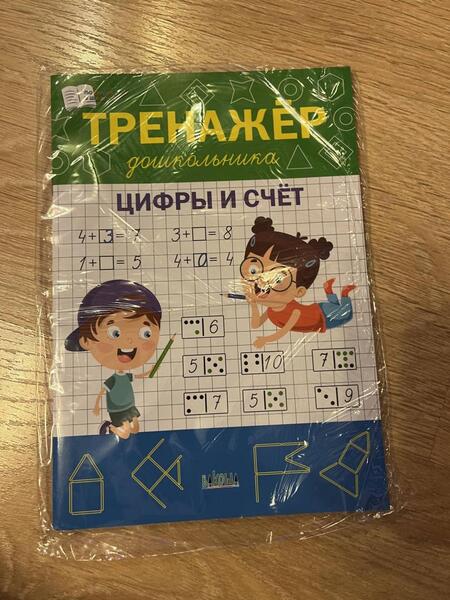 ТРЕНАЖЁР
дошкольника
ЦИФРЫ И СЧЁТ
4+3=7 3+□=8
1+□=5 4+0=4
6
5 10 7
7 5 9